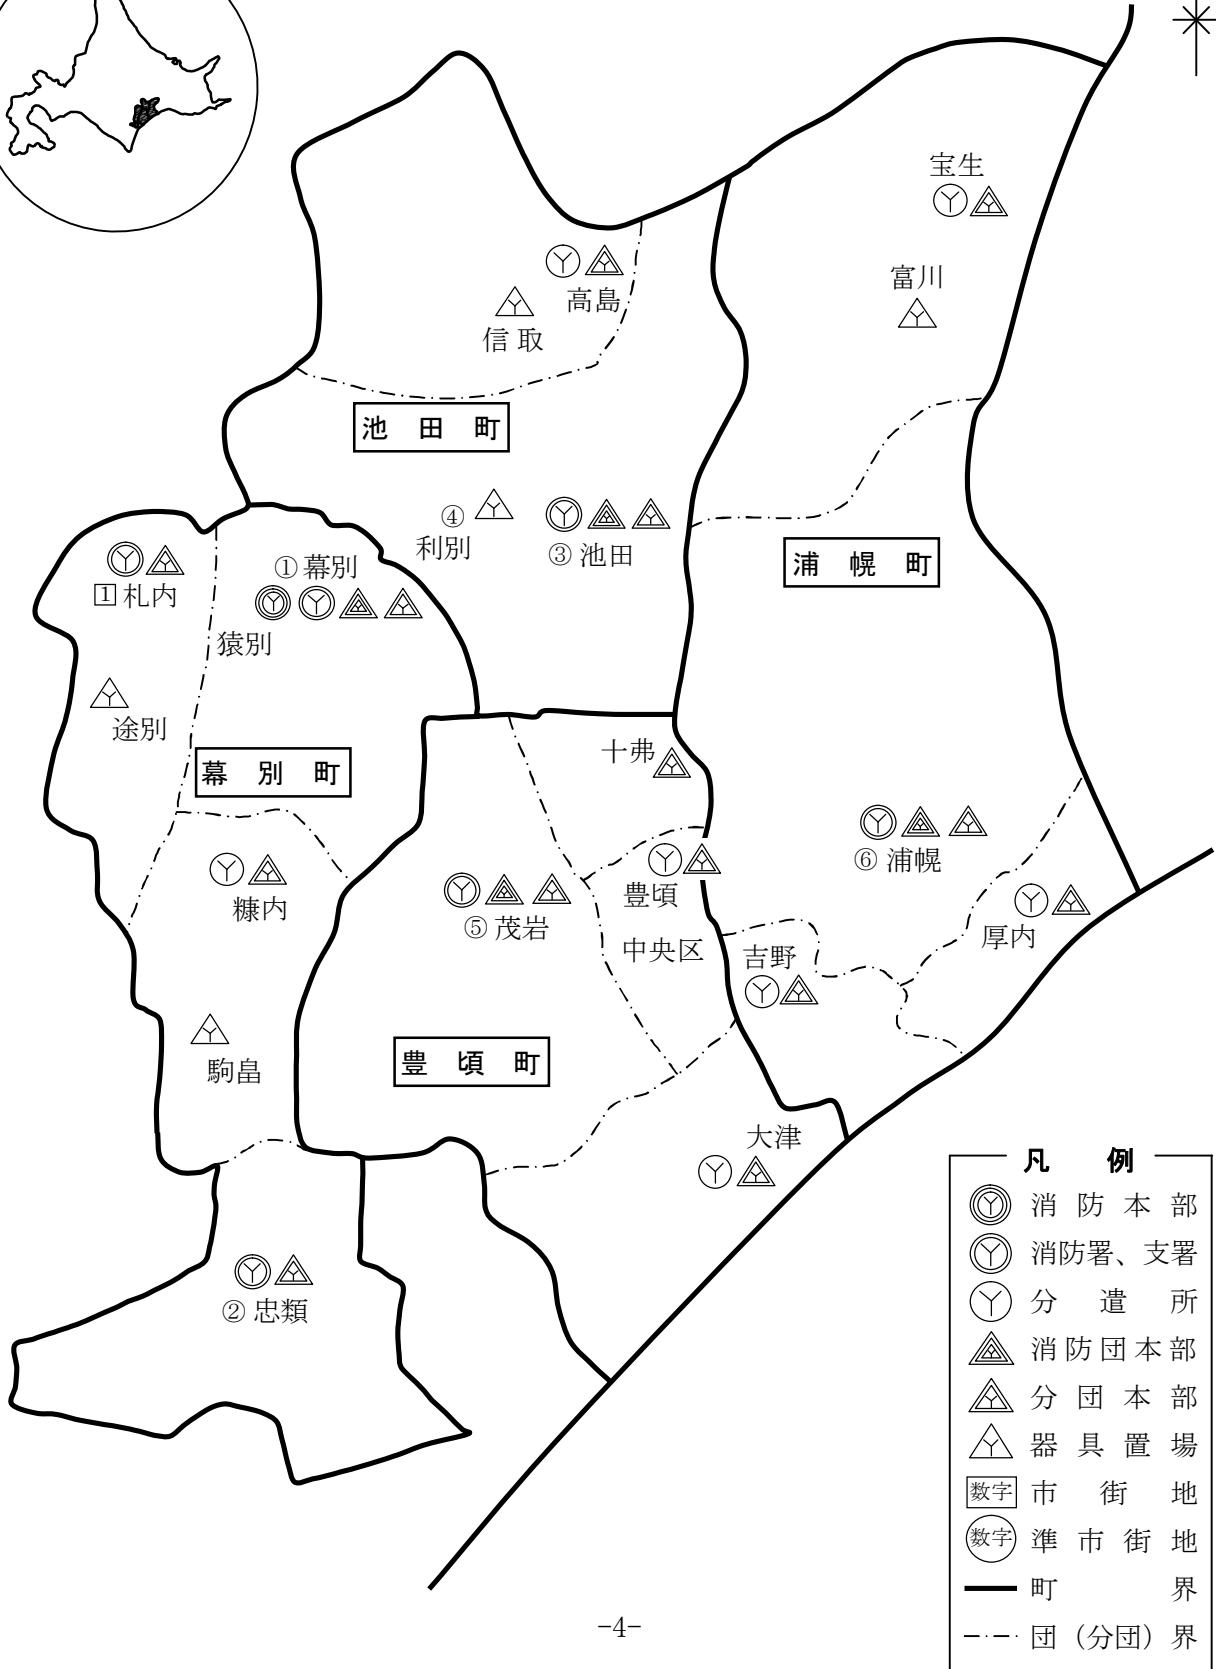 宝生
富川
高島
信取
池田町
④
利別
③池田
浦幌町
①札内
①幕別
猿別
途別
幕別町
十弗
豊頃
⑥浦幌
糠内
⑤茂岩
中央区
吉野
厚内
駒畠
豊頃町
大津
②忠類
凡例
消防本部
消防署、支署
分遣所
消防団本部
分団本部
器具置場
数字 市街地
数字 準市街地
町界
団（分団）界
-4-